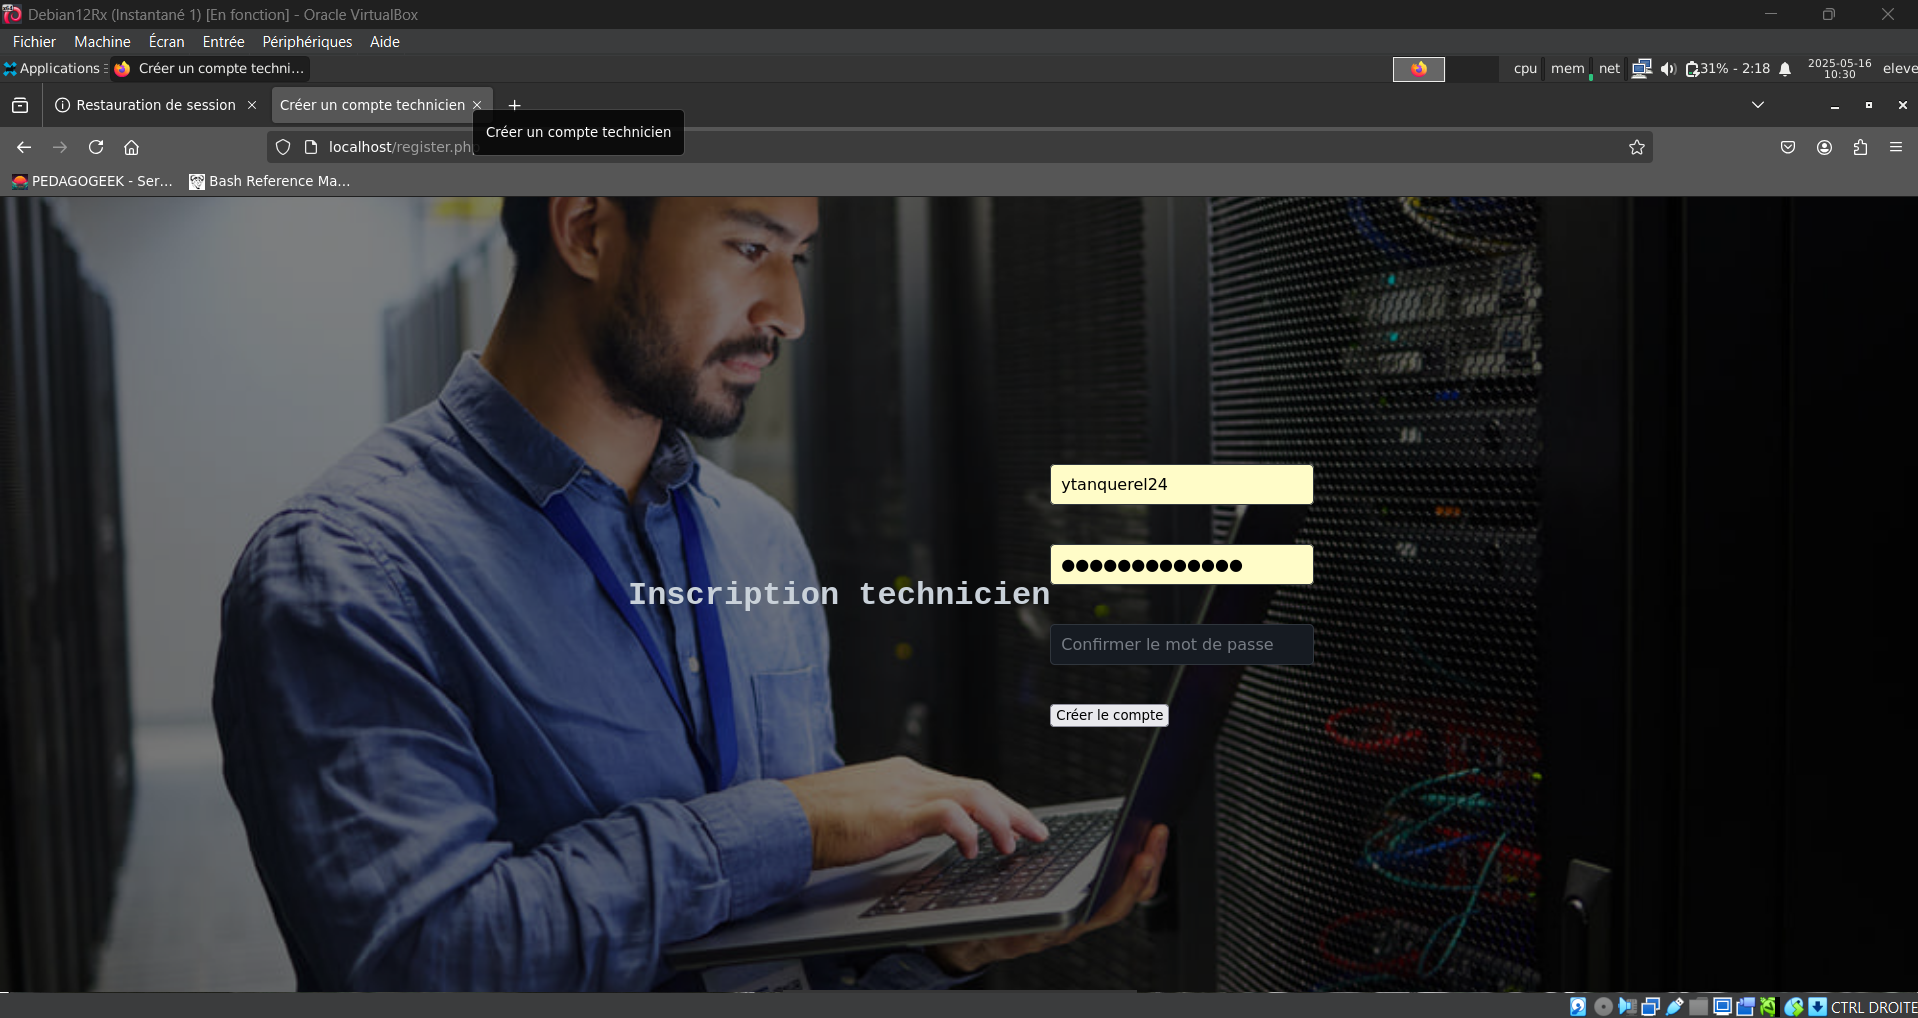 Debian12Rx (Instantané 1) [En fonction] - Oracle VirtualBox
Fichier Machine Écran Entrée Périphériques Aide
Applications Créer un compte techni... cpu mem net 31% - 2:18 2025-05-16 10:30 eleve
Restauration de session Créer un compte technicien
Créer un compte technicien
localhost/register.php
PEDAGOGEEK - Ser... Bash Reference Ma...
ytanquerel24
●●●●●●●●●●●●●
Inscription technicien
Confirmer le mot de passe
Créer le compte
CTRL DROITE